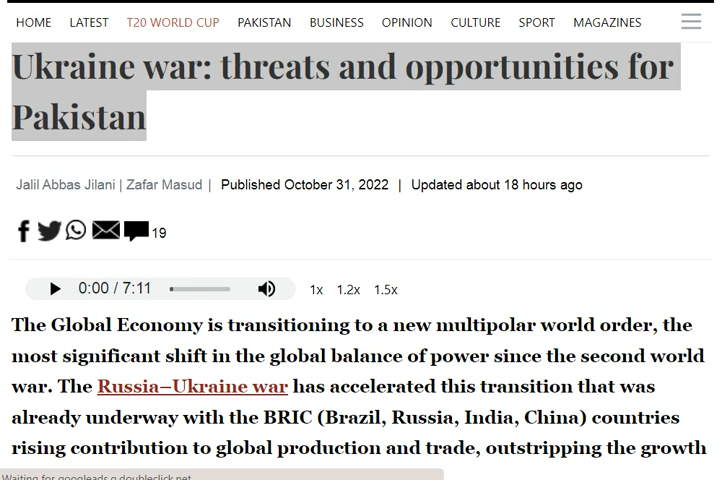 HOME LATEST T20 WORLD CUP PAKISTAN BUSINESS OPINION CULTURE SPORT MAGAZINES
Ukraine war: threats and opportunities for
Pakistan
Jalil Abbas Jilani | Zafar Masud | Published October 31, 2022 | Updated about 18 hours ago
19
0:00 / 7:11 1x 1.2x 1.5x
The Global Economy is transitioning to a new multipolar world order, the
most significant shift in the global balance of power since the second world
war. The Russia–Ukraine war has accelerated this transition that was
already underway with the BRIC (Brazil, Russia, India, China) countries
rising contribution to global production and trade, outstripping the growth
Waiting for googleads.g.doubleclick.net